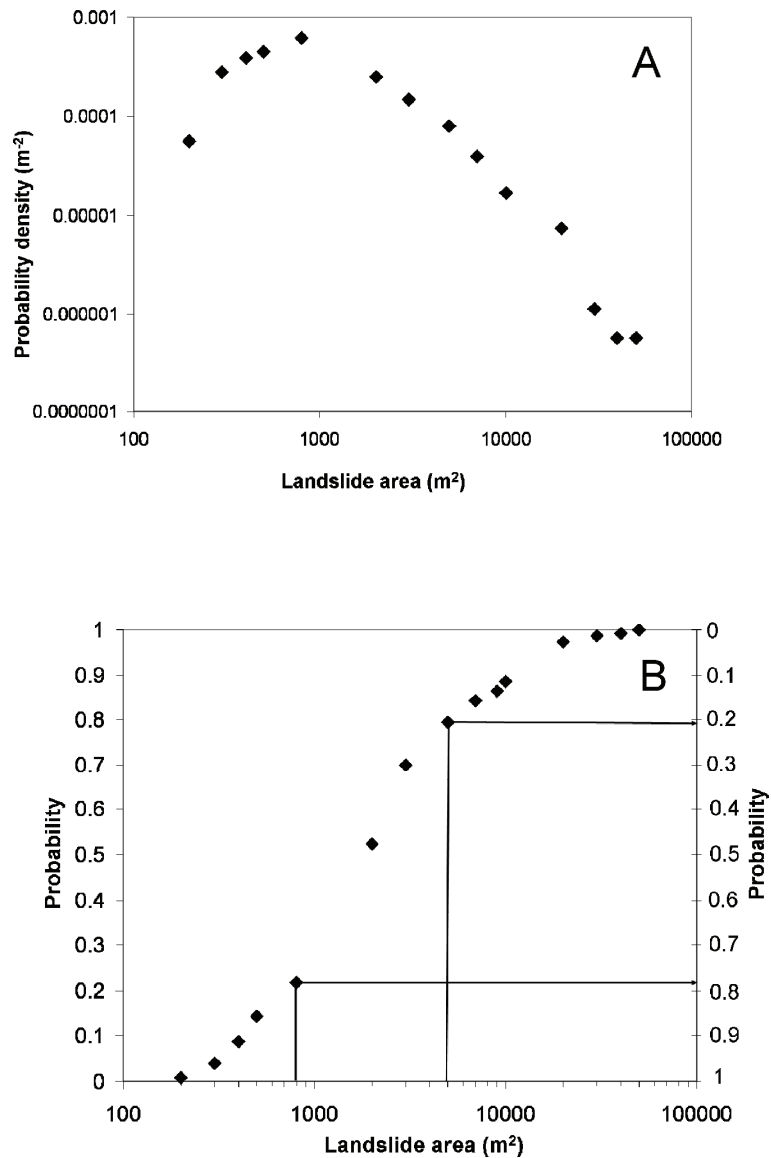 A
0.001
0.0001
0.00001
0.000001
0.0000001
Probability density (m-2)
100 1000 10000 100000
Landslide area (m2)
B
1 0
0.9 0.1
0.8 0.2
0.7 0.3
0.6 0.4
0.5 0.5
0.4 0.6
0.3 0.7
0.2 0.8
0.1 0.9
0 1
Probability
Probability
100 1000 10000 100000
Landslide area (m2)